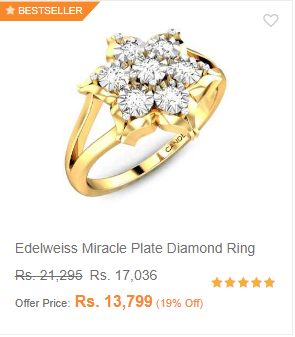 BESTSELLER
Edelweiss Miracle Plate Diamond Ring
Rs. 21,295 Rs. 17,036
Offer Price: Rs. 13,799 (19% Off)